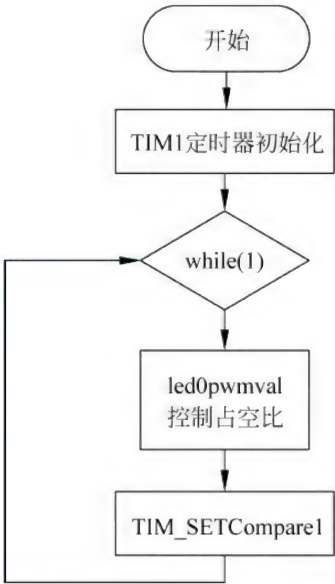 开始
TIM1定时器初始化
while(1)
led0pwmval
控制占空比
TIM_SETCompare1